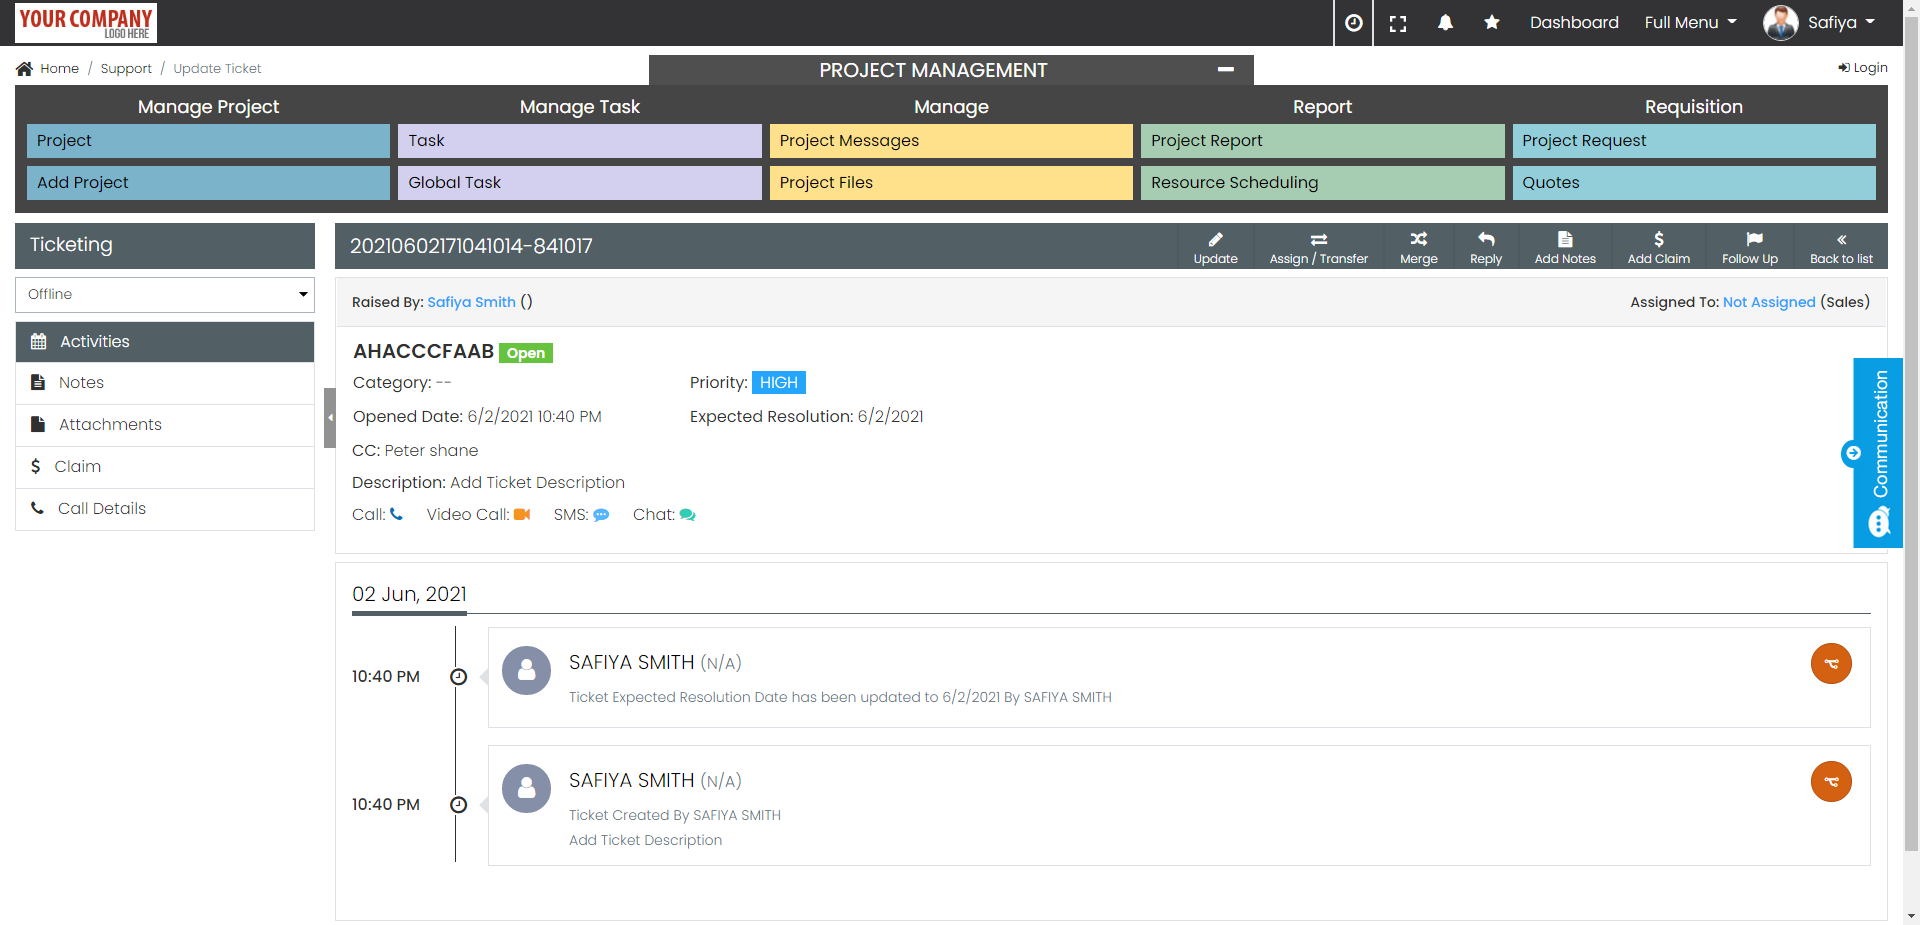 YOUR COMPANY
LOGO HERE
Dashboard
Full Menu
Safiya
Home / Support / Update Ticket
PROJECT MANAGEMENT
Login
Manage Project
Manage Task
Manage
Report
Requisition
Project
Task
Project Messages
Project Report
Project Request
Add Project
Global Task
Project Files
Resource Scheduling
Quotes
Ticketing
Offline
Activities
Notes
Attachments
Claim
Call Details
20210602171041014-841017
Update
Assign / Transfer
Merge
Reply
Add Notes
Add Claim
Follow Up
Back to list
Raised By: Safiya Smith ()
Assigned To: Not Assigned (Sales)
AHACCCFAAB Open
Category: --
Priority: HIGH
Opened Date: 6/2/2021 10:40 PM
Expected Resolution: 6/2/2021
CC: Peter shane
Description: Add Ticket Description
Call:
Video Call:
SMS:
Chat:
Communication
02 Jun, 2021
10:40 PM
SAFIYA SMITH (N/A)
Ticket Expected Resolution Date has been updated to 6/2/2021 By SAFIYA SMITH
10:40 PM
SAFIYA SMITH (N/A)
Ticket Created By SAFIYA SMITH
Add Ticket Description